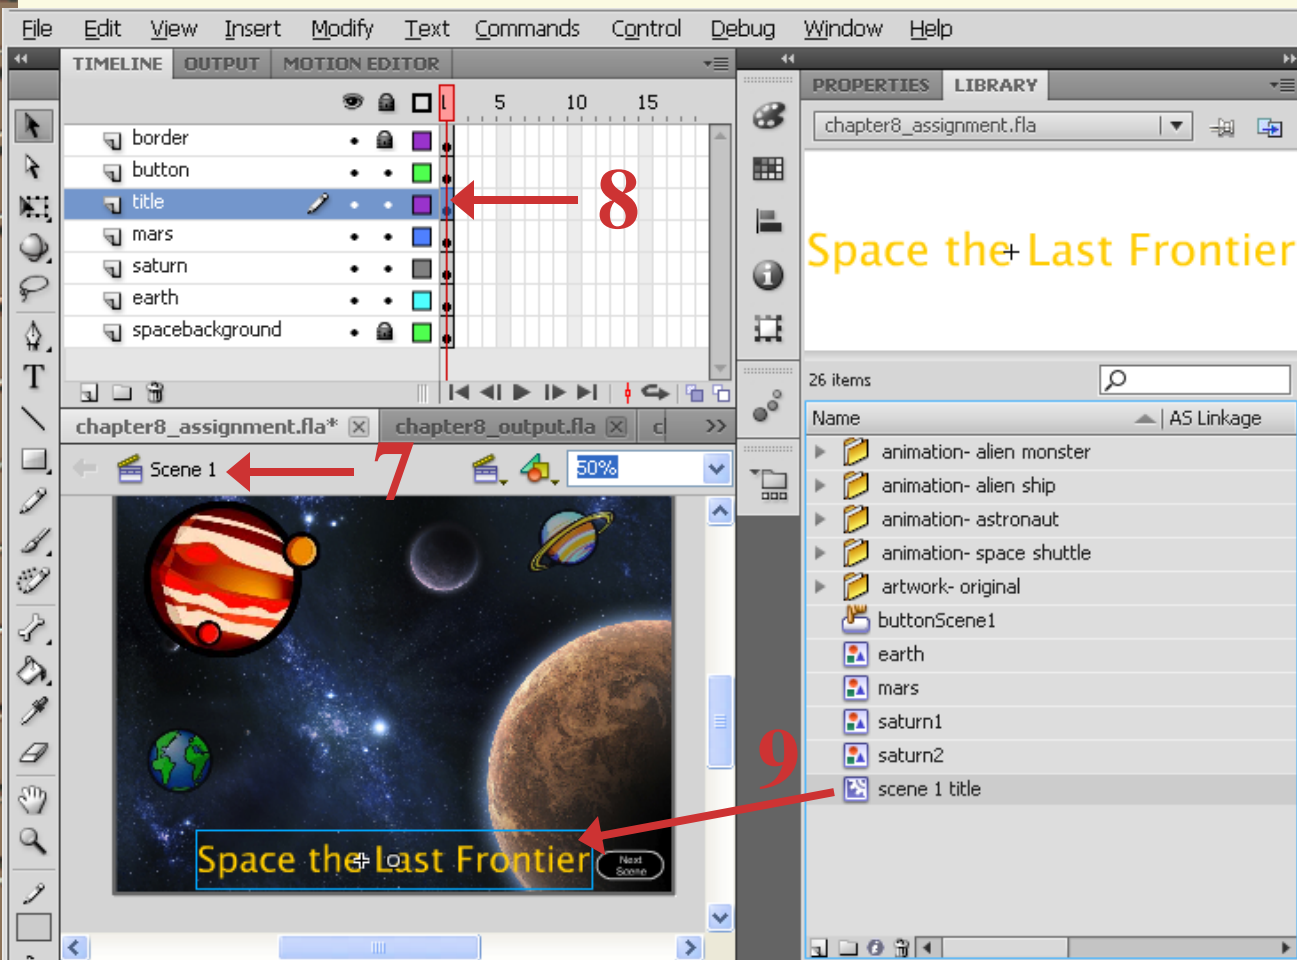 File Edit View Insert Modify Text Commands Control Debug Window Help
TIMELINE OUTPUT MOTION EDITOR
1 5 10 15
border
button
title
8
mars
saturn
earth
spacebackground
chapter8_assignment.fla* chapter8_output.fla
Scene 1
7
50%
Space the Last Frontier
Next
Scene
T
PROPERTIES LIBRARY
chapter8_assignment.fla
Space the Last Frontier
26 items
Name AS Linkage
animation- alien monster
animation- alien ship
animation- astronaut
animation- space shuttle
artwork- original
buttonScene1
earth
mars
saturn1
saturn2
9
scene 1 title